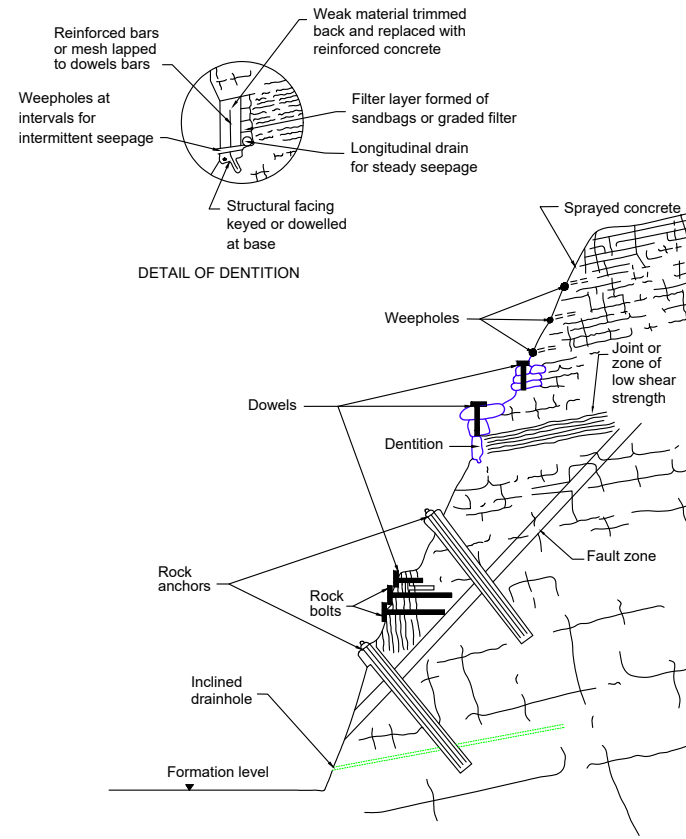 Weak material trimmed
back and replaced with
reinforced concrete
Reinforced bars
or mesh lapped
to dowels bars
Weepholes at
intervals for
intermittent seepage
Filter layer formed of
sandbags or graded filter
Longitudinal drain
for steady seepage
Structural facing
keyed or dowelled
at base
DETAIL OF DENTITION
Sprayed concrete
Weepholes
Joint or
zone of
low shear
strength
Dowels
Dentition
Fault zone
Rock
anchors
Rock
bolts
Inclined
drainhole
Formation level